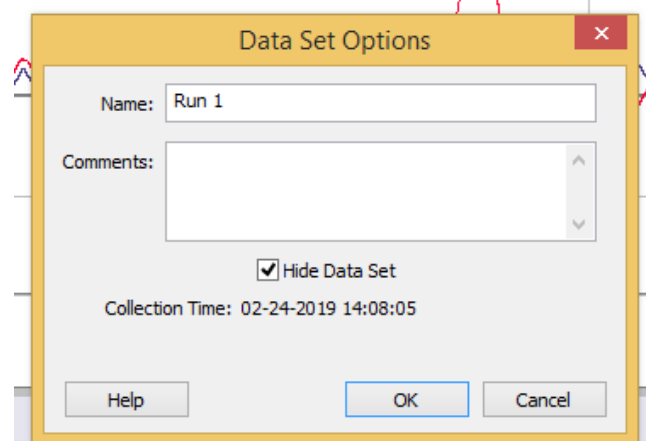 Data Set Options
Name: Run 1
Comments:
Hide Data Set
Collection Time: 02-24-2019 14:08:05
Help OK Cancel